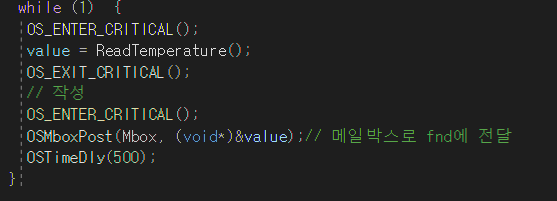 while (1)  {
OS_ENTER_CRITICAL();
value = ReadTemperature();
OS_EXIT_CRITICAL();
// 작성
OS_ENTER_CRITICAL();
OSMboxPost(Mbox, (void*)&value);// 메일박스로 fnd에 전달
OSTimeDly(500);
}